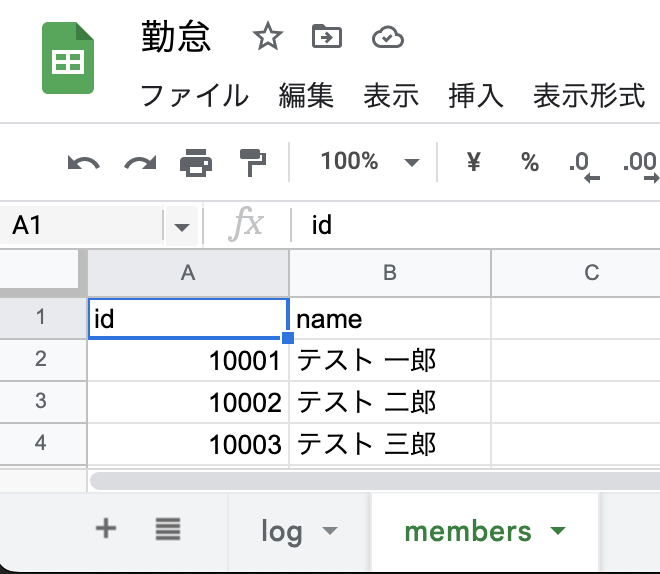 勤怠
ファイル 編集 表示 挿入 表示形式
100% ¥ % .0 .00
A1 fx id
A B C
1 id name
2 10001 テスト 一郎
3 10002 テスト 二郎
4 10003 テスト 三郎
+ log members